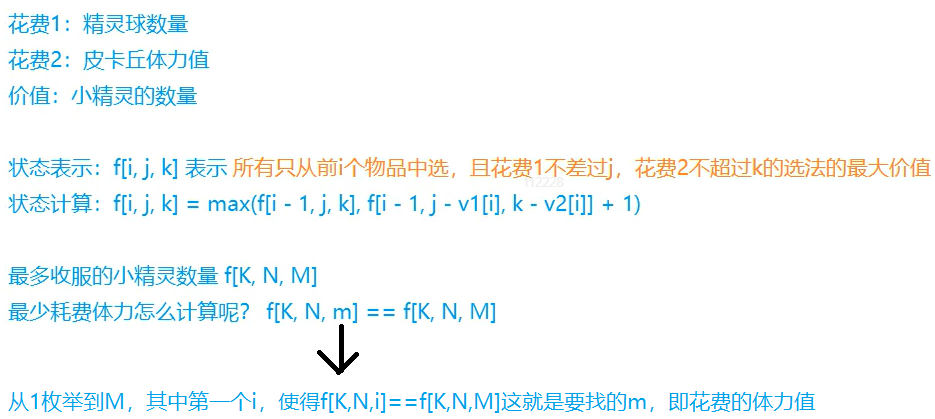 花费1：精灵球数量
花费2：皮卡丘体力值
价值：小精灵的数量
状态表示：f[i, j, k] 表示 所有只从前i个物品中选，且花费1不差过j，花费2不超过k的选法的最大价值
状态计算：f[i, j, k] = max(f[i - 1, j, k], f[i - 1, j - v1[i], k - v2[i]] + 1)
最多收服的小精灵数量 f[K, N, M]
最少耗费体力怎么计算呢？ f[K, N, m] == f[K, N, M]
从1枚举到M，其中第一个i，使得f[K,N,i]==f[K,N,M]这就是要找的m，即花费的体力值